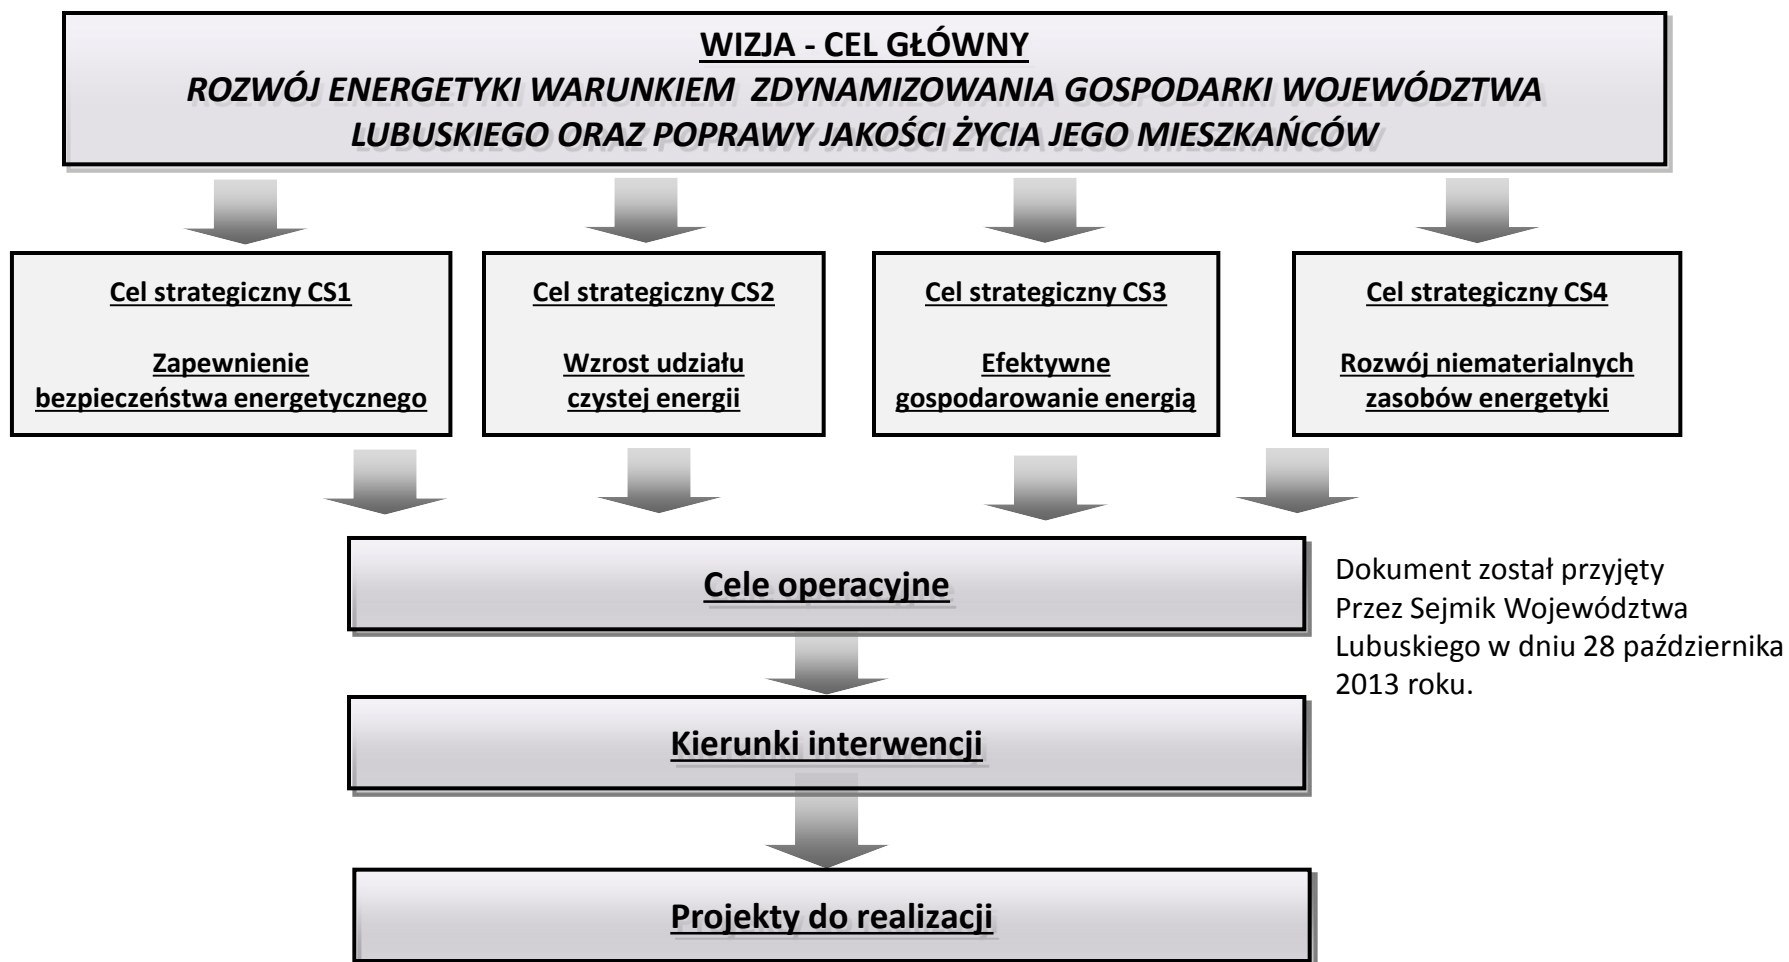 WIZJA - CEL GŁÓWNY
ROZWÓJ ENERGETYKI WARUNKIEM ZDYNAMIZOWANIA GOSPODARKI WOJEWÓDZTWA
LUBUSKIEGO ORAZ POPRAWY JAKOŚCI ŻYCIA JEGO MIESZKAŃCÓW
Cel strategiczny CS1
Zapewnienie
bezpieczeństwa energetycznego
Cel strategiczny CS2
Wzrost udziału
czystej energii
Cel strategiczny CS3
Efektywne
gospodarowanie energią
Cel strategiczny CS4
Rozwój niematerialnych
zasobów energetyki
Cele operacyjne
Dokument został przyjęty
Przez Sejmik Województwa
Lubuskiego w dniu 28 października
2013 roku.
Kierunki interwencji
Projekty do realizacji